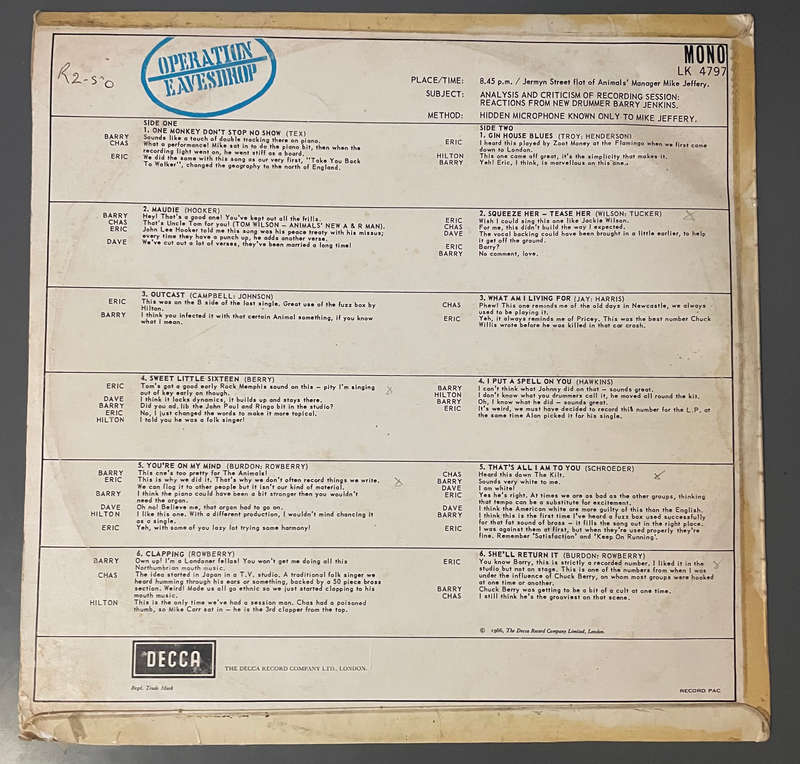 OPERATION
EAVESDROP
R2-50
MONO
LK 4797
PLACE/TIME: 8.45 p.m. / Jermyn Street flat of Animals' Manager Mike Jeffery.
SUBJECT: ANALYSIS AND CRITICISM OF RECORDING SESSION:
REACTIONS FROM NEW DRUMMER BARRY JENKINS.
METHOD: HIDDEN MICROPHONE KNOWN ONLY TO MIKE JEFFERY.
SIDE ONE
1. ONE MONKEY DON'T STOP NO SHOW (TEX)
BARRY Sounds like a touch of double tracking there on piano.
CHAS What a performance! Mike sat in to do the piano bit, then when the
recording light went on, he went stiff as a board.
ERIC We did the same with this song as our very first, "Take You Back
To Walker", changed the geography to the north of England.
2. MAUDIE (HOOKER)
BARRY Hey! That's a good one! You've kept out all the frills.
CHAS That's Uncle Tom for you! (TOM WILSON – ANIMALS' NEW A & R MAN).
ERIC John Lee Hooker told me this song was his peace treaty with his missus;
every time they have a punch up, he adds another verse.
DAVE We've cut out a lot of verses, they've been married a long time!
3. OUTCAST (CAMPBELL: JOHNSON)
ERIC This was on the B side of the last single. Great use of the fuzz box by
Hilton.
BARRY I think you infected it with that certain Animal something, if you know
what I mean.
4. SWEET LITTLE SIXTEEN (BERRY)
ERIC Tom's got a good early Rock Memphis sound on this – pity I'm singing
out of key early on though.
DAVE I think it lacks dynamics, it builds up and stays there.
BARRY Did you ad. lib the John Paul and Ringo bit in the studio?
ERIC No, I just changed the words to make it more topical.
HILTON I told you he was a folk singer!
5. YOU'RE ON MY MIND (BURDON: ROWBERRY)
BARRY This one's too pretty for The Animals!
ERIC This is why we did it. That's why we don't often record things we write.
We can flog it to other people but it isn't our kind of material.
BARRY I think the piano could have been a bit stronger then you wouldn't
need the organ.
DAVE Oh no! Believe me, that organ had to go on.
HILTON I like this one. With a different production, I wouldn't mind chancing it
as a single.
ERIC Yeh, with some of you lazy lot trying some harmony!
6. CLAPPING (ROWBERRY)
BARRY Own up! I'm a Londoner fellas! You won't get me doing all this
Northumbrian mouth music.
CHAS The idea started in Japan in a T.V. studio. A traditional folk singer we
heard humming through his ears or something, backed by a 30 piece brass
section. Weird! Made us all go ethnic so we just started clapping to his
mouth music.
HILTON This is the only time we've had a session man. Chas had a poisoned
thumb, so Mike Carr sat in – he is the 3rd clapper from the top.
SIDE TWO
1. GIN HOUSE BLUES (TROY: HENDERSON)
ERIC I heard this played by Zoot Money at the Flamingo when we first came
down to London.
HILTON This one came off great, it's the simplicity that makes it.
BARRY Yeh! Eric, I think, is marvellous on this one..
2. SQUEEZE HER – TEASE HER (WILSON: TUCKER)
ERIC Wish I could sing this one like Jackie Wilson.
CHAS For me, this didn't build the way I expected.
DAVE The vocal backing could have been brought in a little earlier, to help
it get off the ground.
ERIC Barry?
BARRY No comment, love.
3. WHAT AM I LIVING FOR (JAY: HARRIS)
CHAS Phew! This one reminds me of the old days in Newcastle, we always
used to be playing it.
ERIC Yeh, it always reminds me of Pricey. This was the best number Chuck
Willis wrote before he was killed in that car crash.
4. I PUT A SPELL ON YOU (HAWKINS)
BARRY I can't think what Johnny did on that – sounds great.
HILTON I don't know what you drummers call it, he moved all round the kit.
BARRY Oh, I know what he did – sounds great.
ERIC It's weird, we must have decided to record this number for the L.P. at
the same time Alan picked it for his single.
5. THAT'S ALL I AM TO YOU (SCHROEDER)
CHAS Heard this down The Kilt.
BARRY Sounds very white to me.
DAVE I am white!
ERIC Yes he's right. At times we are as bad as the other groups, thinking
that tempo can be a substitute for excitement.
DAVE I think the American white are more guilty of this than the English.
BARRY I think this is the first time I've heard a fuzz box used successfully
for that fat sound of brass – it fills the song out in the right place.
ERIC I was against them at first, but when they're used properly they're
fine. Remember 'Satisfaction' and 'Keep On Running'.
6. SHE'LL RETURN IT (BURDON: ROWBERRY)
ERIC You know Barry, this is strictly a recorded number. I liked it in the
studio but not on stage. This is one of the numbers from when I was
under the influence of Chuck Berry, on whom most groups were hooked
at one time or another.
BARRY Chuck Berry was getting to be a bit of a cult at one time.
CHAS I still think he's the grooviest on that scene.
© 1966, The Decca Record Company Limited, London.
DECCA
THE DECCA RECORD COMPANY LTD., LONDON.
Regd. Trade Mark
RECORD PAC